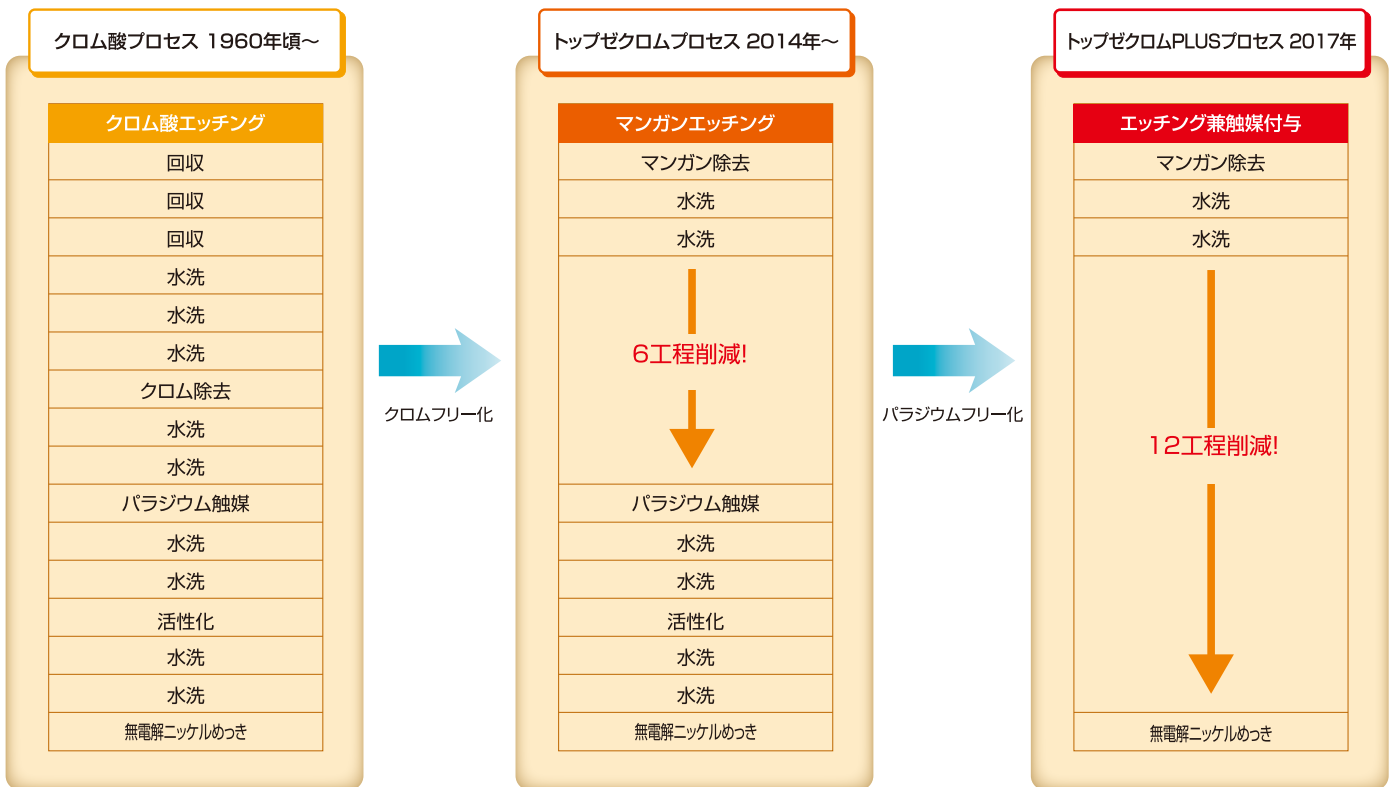 クロム酸プロセス 1960年頃〜
クロム酸エッチング
回収
回収
回収
水洗
水洗
水洗
クロム除去
水洗
水洗
パラジウム触媒
水洗
水洗
活性化
水洗
水洗
無電解ニッケルめっき
クロムフリー化
トップゼクロムプロセス 2014年〜
マンガンエッチング
マンガン除去
水洗
水洗
6工程削減!
パラジウム触媒
水洗
水洗
活性化
水洗
水洗
無電解ニッケルめっき
パラジウムフリー化
トップゼクロムPLUSプロセス 2017年
エッチング兼触媒付与
マンガン除去
水洗
水洗
12工程削減!
無電解ニッケルめっき